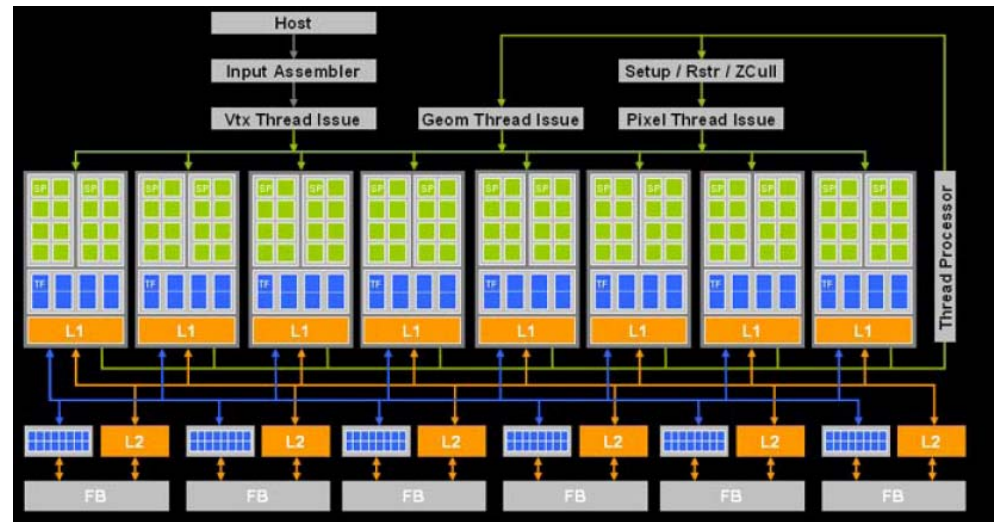 Host
Input Assembler
Setup / Rstr / ZCull
Vtx Thread Issue
Geom Thread Issue
Pixel Thread Issue
SP SP SP SP SP SP SP SP SP SP SP SP SP SP SP SP
Thread Processor
TF TF TF TF TF TF TF TF
L1 L1 L1 L1 L1 L1 L1 L1
L2 L2 L2 L2 L2 L2
FB FB FB FB FB FB